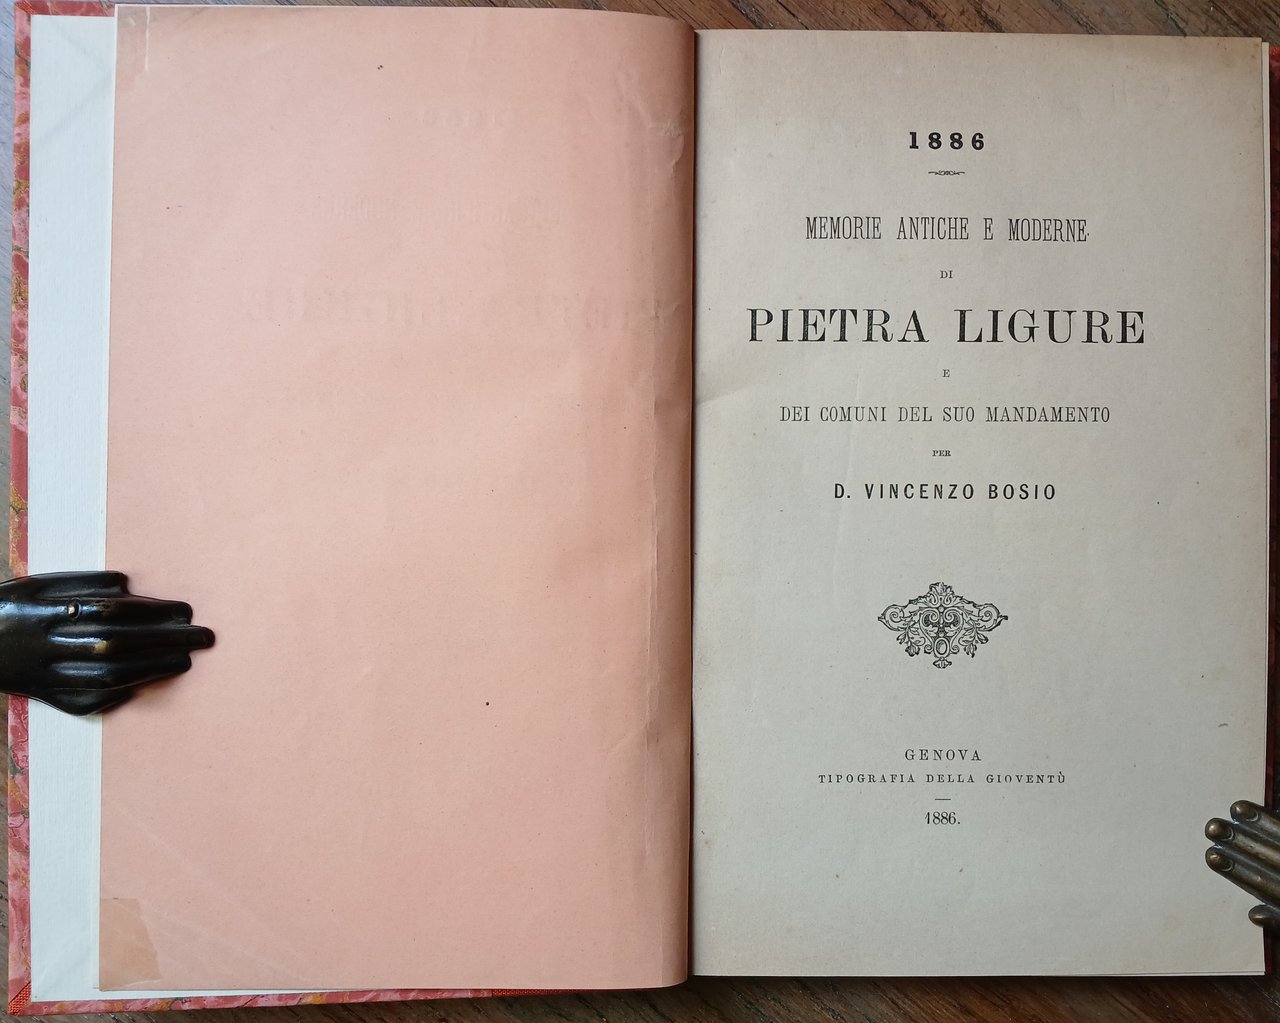 1886
MEMORIE ANTICHE E MODERNE
DI
PIETRA LIGURE
E
DEI COMUNI DEL SUO MANDAMENTO
PER
D. VINCENZO BOSIO
GENOVA
TIPOGRAFIA DELLA GIOVENTÙ
1886.